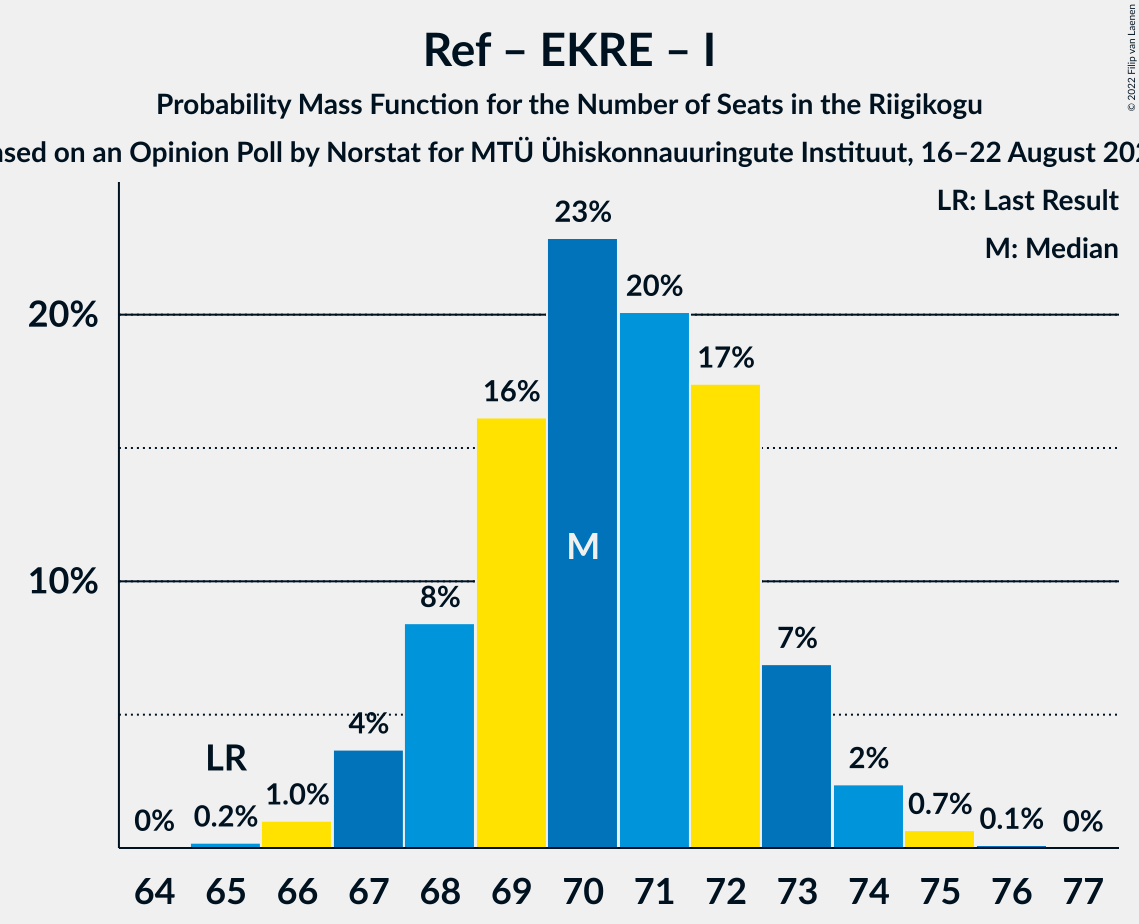 Ref – EKRE – I
Probability Mass Function for the Number of Seats in the Riigikogu
on an Opinion Poll by Norstat for MTÜ Ühiskonnauuringute Instituut, 16–22 August
© 2022 Filip van Laenen
LR: Last Result
M: Median
23%
20%
20%
17%
16%
M
10%
8%
7%
4%
LR
2%
1.0%
0.7%
0% 0.2%
0.1% 0%
64 65 66 67 68 69 70 71 72 73 74 75 76 77